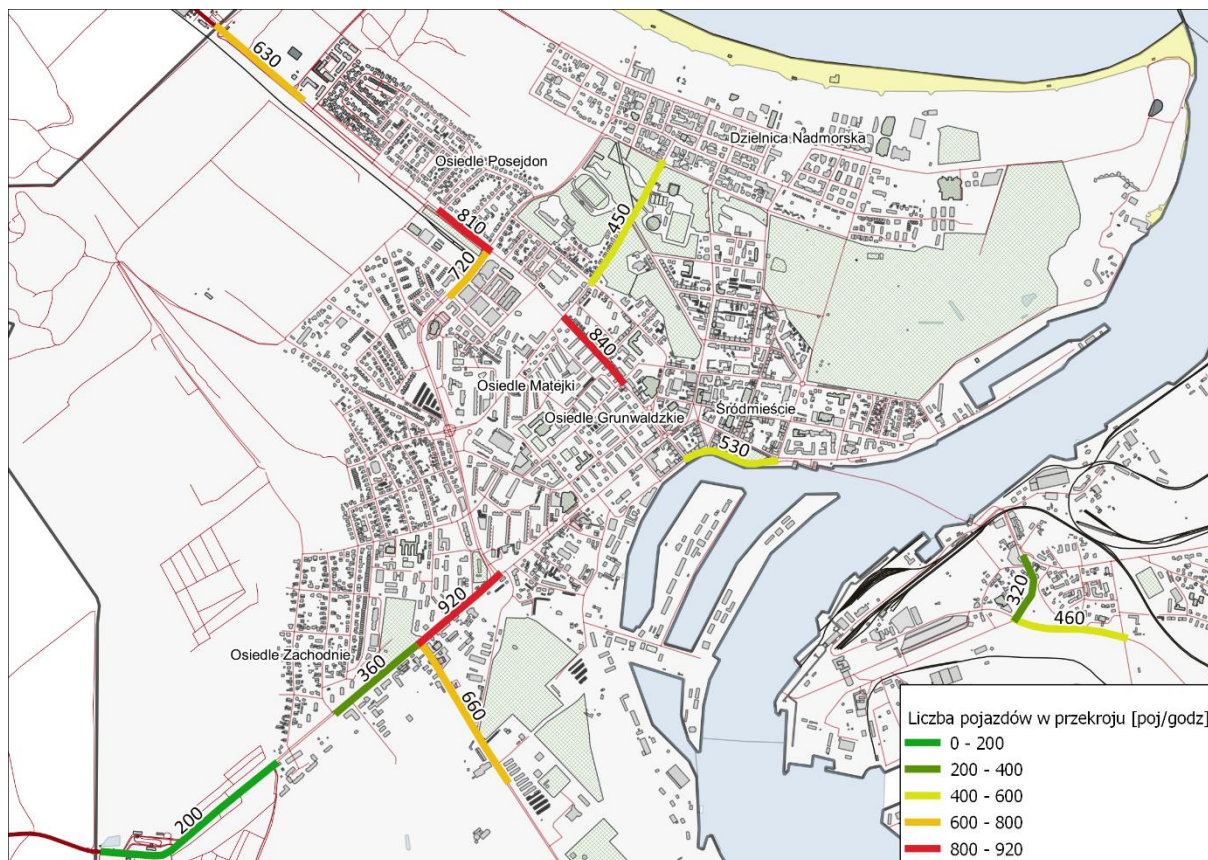 630
Dzielnica Nadmorska
Osiedle Posejdon
810
450
720
840
Osiedle Matejki
Osiedle Grunwaldzkie
Śródmieście
530
920
320
460
Osiedle Zachodnie
360
660
200
Liczba pojazdów w przekroju [poj/godz]
0 - 200
200 - 400
400 - 600
600 - 800
800 - 920